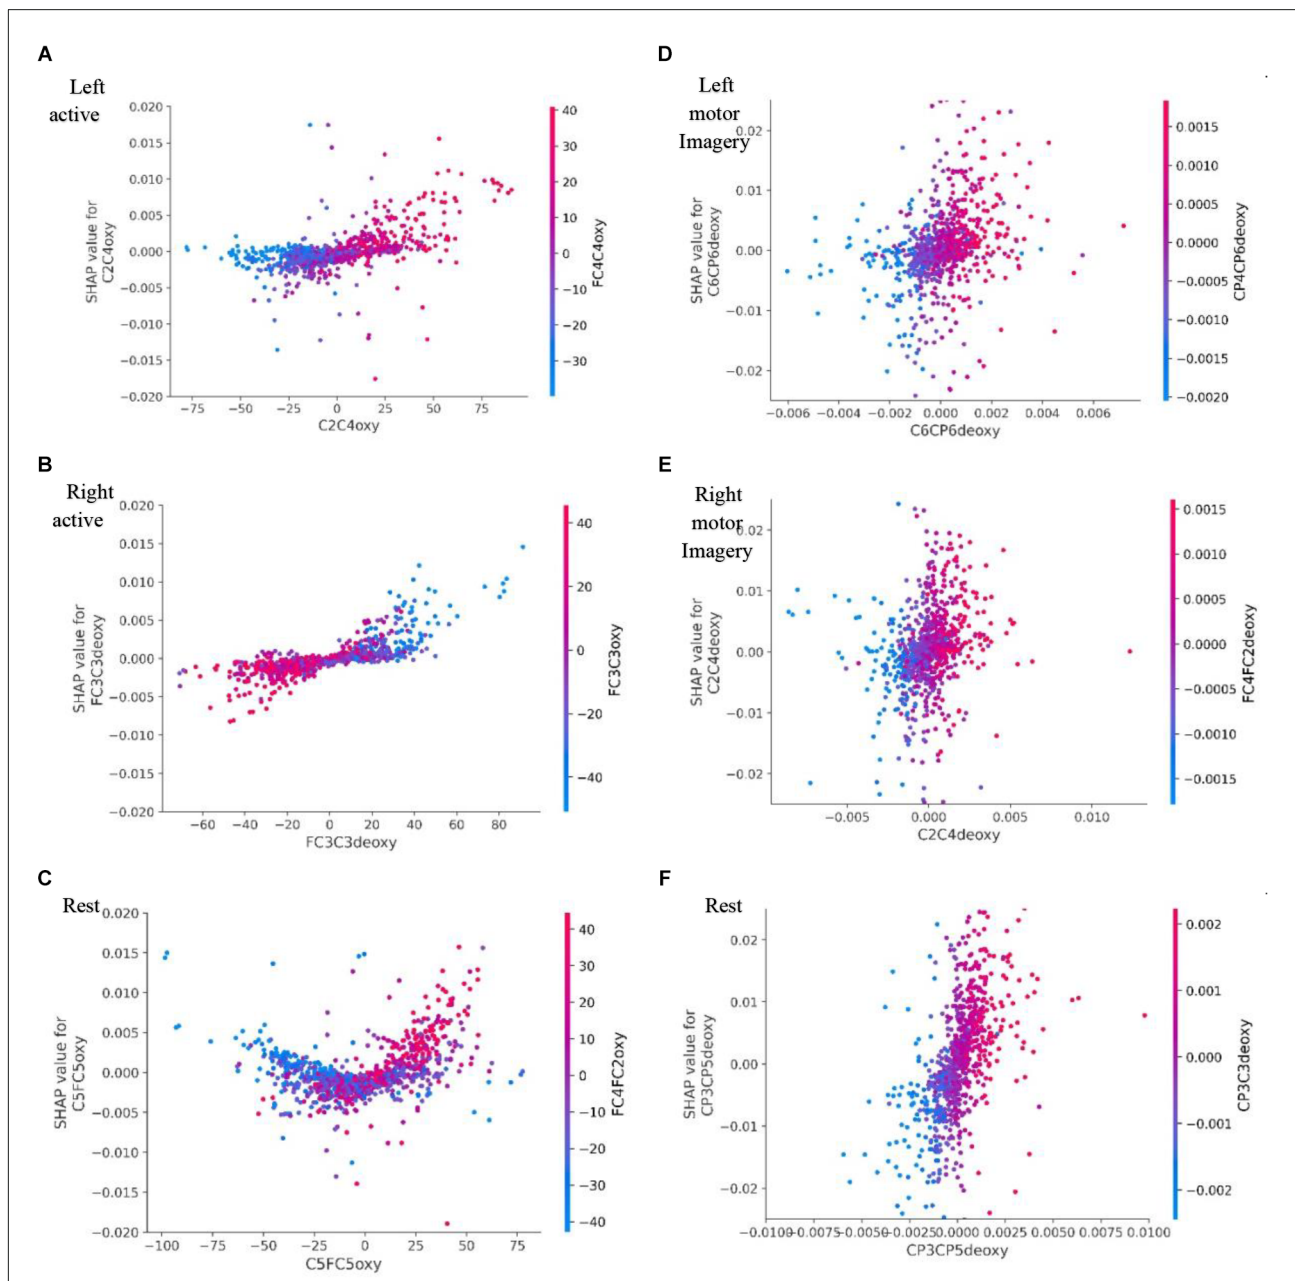 A
Left
active
0.020
0.015
0.010
0.005
0.000
−0.005
−0.010
−0.015
−0.020
SHAP value for
C2C4oxy
−75 −50 −25 0 25 50 75
C2C4oxy
40
30
20
10
0
−10
−20
−30
FC4C4oxy
B
Right
active
0.020
0.015
0.010
0.005
0.000
−0.005
−0.010
−0.015
−0.020
SHAP value for
FC3C3deoxy
−60 −40 −20 0 20 40 60 80
FC3C3deoxy
40
20
0
−20
−40
FC3C3oxy
C
Rest
0.020
0.015
0.010
0.005
0.000
−0.005
−0.010
−0.015
−0.020
SHAP value for
C5FC5oxy
−100 −75 −50 −25 0 25 50 75
C5FC5oxy
40
30
20
10
0
−10
−20
−30
−40
FC4FC2oxy
D
Left
motor
Imagery
0.02
0.01
0.00
−0.01
−0.02
SHAP value for
C6CP6deoxy
−0.006 −0.004 −0.002 0.000 0.002 0.004 0.006
C6CP6deoxy
0.0015
0.0010
0.0005
0.0000
−0.0005
−0.0010
−0.0015
−0.0020
CP4CP6deoxy
E
Right
motor
Imagery
0.02
0.01
0.00
−0.01
−0.02
SHAP value for
C2C4deoxy
−0.005 0.000 0.005 0.010
C2C4deoxy
0.0015
0.0010
0.0005
0.0000
−0.0005
−0.0010
−0.0015
FC4FC2deoxy
F
Rest
0.02
0.01
0.00
−0.01
−0.02
SHAP value for
CP3CP5deoxy
−0.0100 −0.0075 −0.0050 −0.0025 0.0000 0.0025 0.0050 0.0075 0.0100
CP3CP5deoxy
0.002
0.001
0.000
−0.001
−0.002
CP3C3deoxy